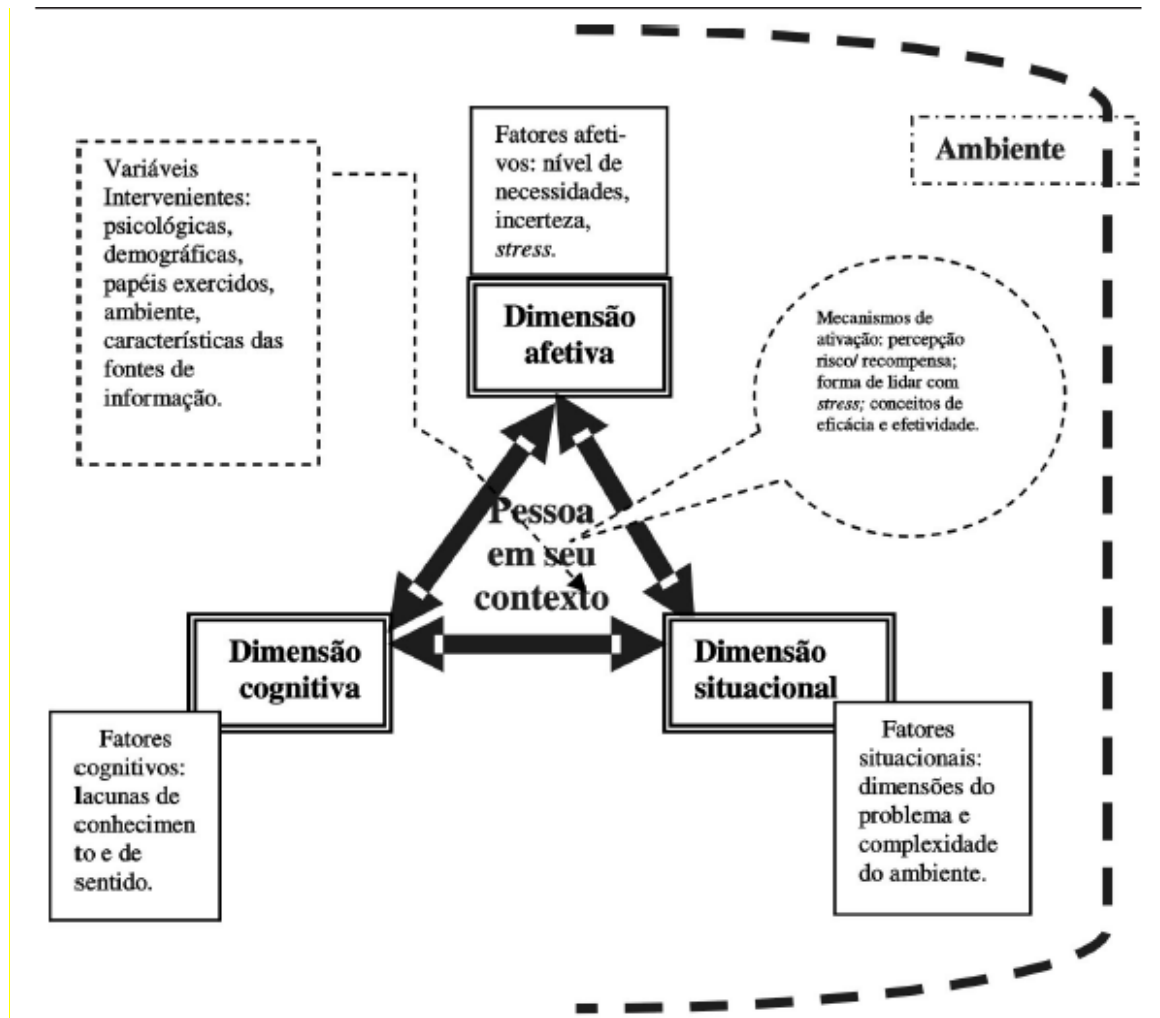 Fatores afeti-
vos: nível de
necessidades,
incerteza,
stress.
Ambiente
Variáveis
Intervenientes:
psicológicas,
demográficas,
papéis exercidos,
ambiente,
características das
fontes de
informação.
Dimensão
afetiva
Mecanismos de
ativação: percepção
risco/ recompensa;
forma de lidar com
stress; conceitos de
eficácia e efetividade.
Pessoa
em seu
contexto
Dimensão
cognitiva
Dimensão
situacional
Fatores
cognitivos:
lacunas de
conhecimen
to e de
sentido.
Fatores
situacionais:
dimensões do
problema e
complexidade
do ambiente.